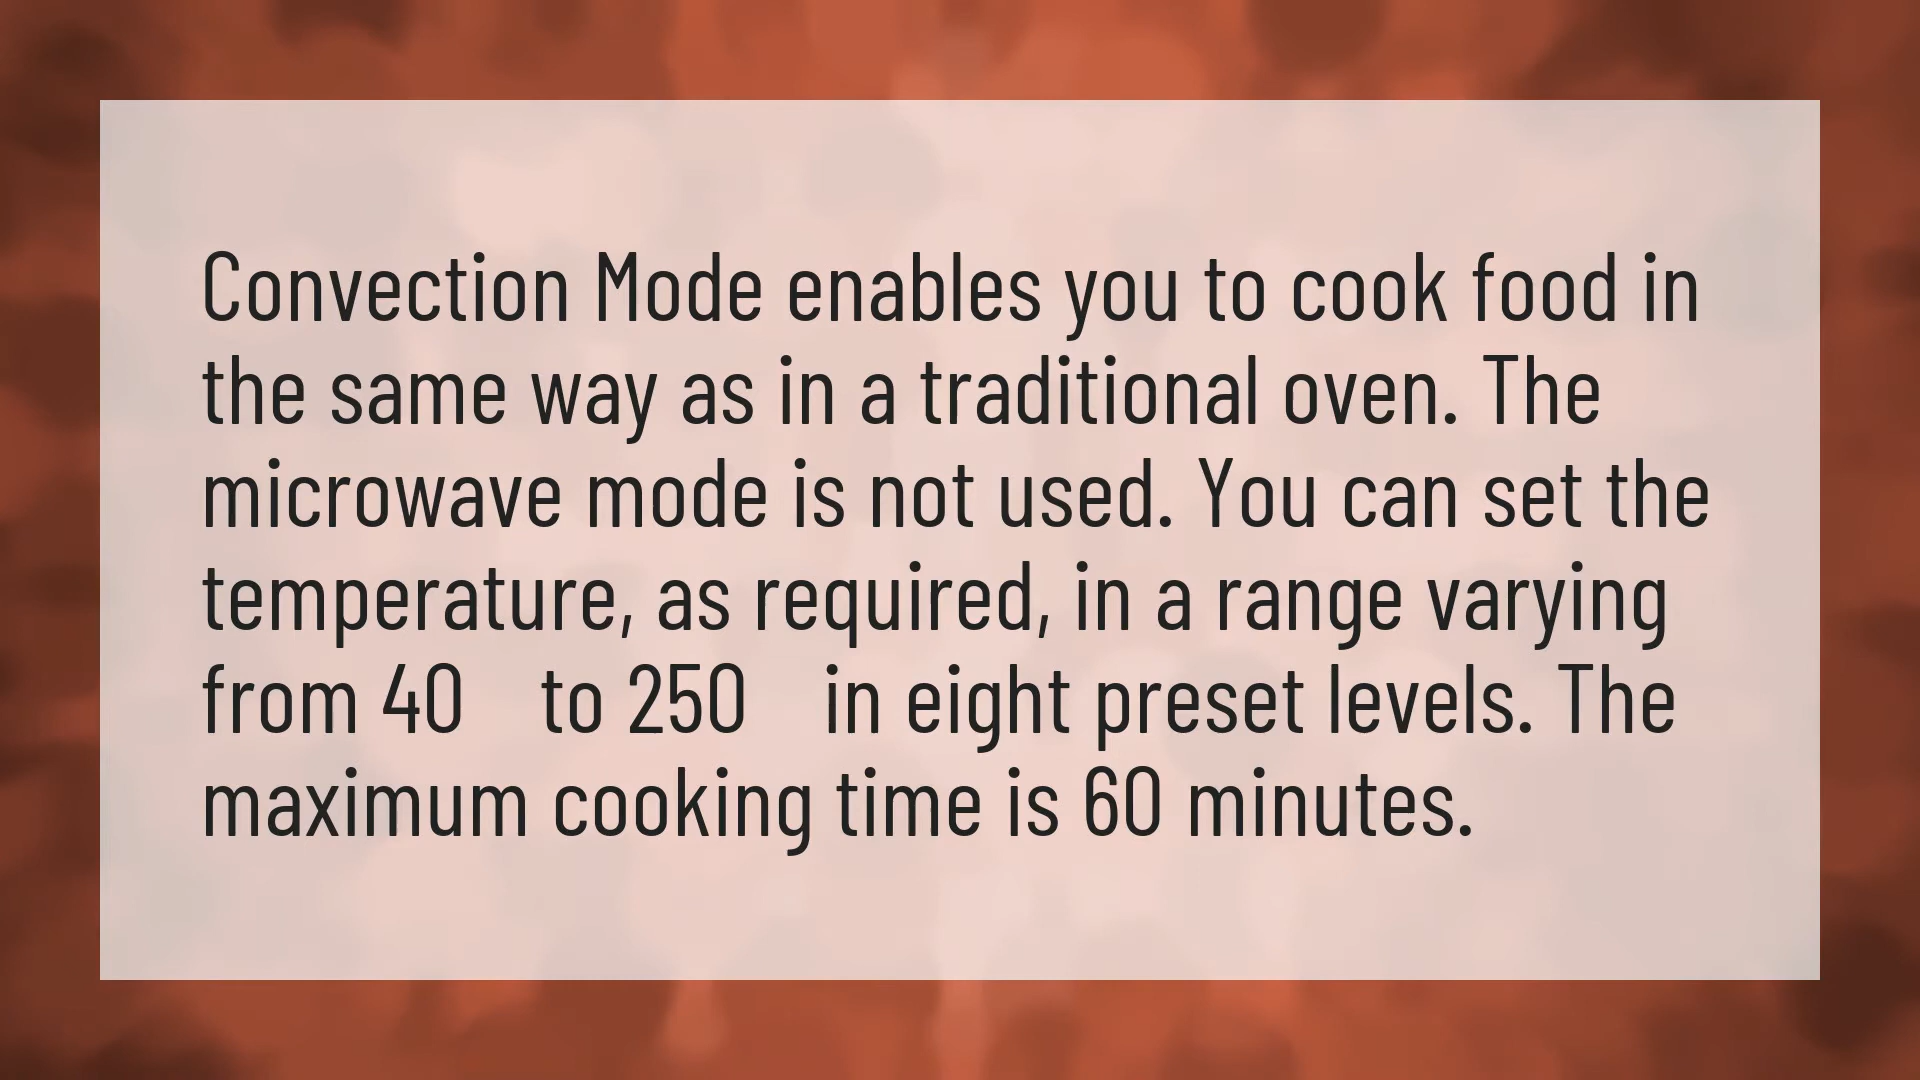 Convection Mode enables you to cook food in
the same way as in a traditional oven. The
microwave mode is not used. You can set the
temperature, as required, in a range varying
from 40 to 250 in eight preset levels. The
maximum cooking time is 60 minutes.